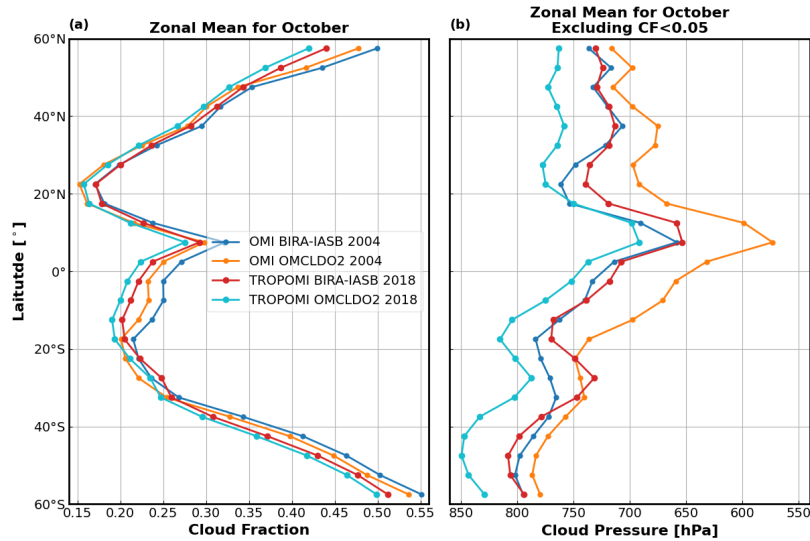 (a)
Zonal Mean for October
60°N
40°N
20°N
0°
20°S
40°S
60°S
Laitutde [ ° ]
0.15 0.20 0.25 0.30 0.35 0.40 0.45 0.50 0.55
Cloud Fraction
OMI BIRA-IASB 2004
OMI OMCLDO2 2004
TROPOMI BIRA-IASB 2018
TROPOMI OMCLDO2 2018
(b)
Zonal Mean for October
Excluding CF<0.05
850 800 750 700 650 600 550
Cloud Pressure [hPa]